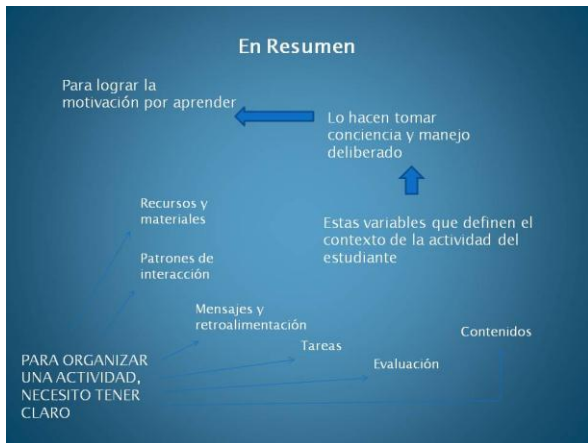 En Resumen
Para lograr la
motivación por aprender
Lo hacen tomar
conciencia y manejo
deliberado
Recursos y
materiales
Estas variables que definen el
contexto de la actividad del
estudiante
Patrones de
interacción
Mensajes y
retroalimentación
Contenidos
Tareas
Evaluación
PARA ORGANIZAR
UNA ACTIVIDAD,
NECESITO TENER
CLARO